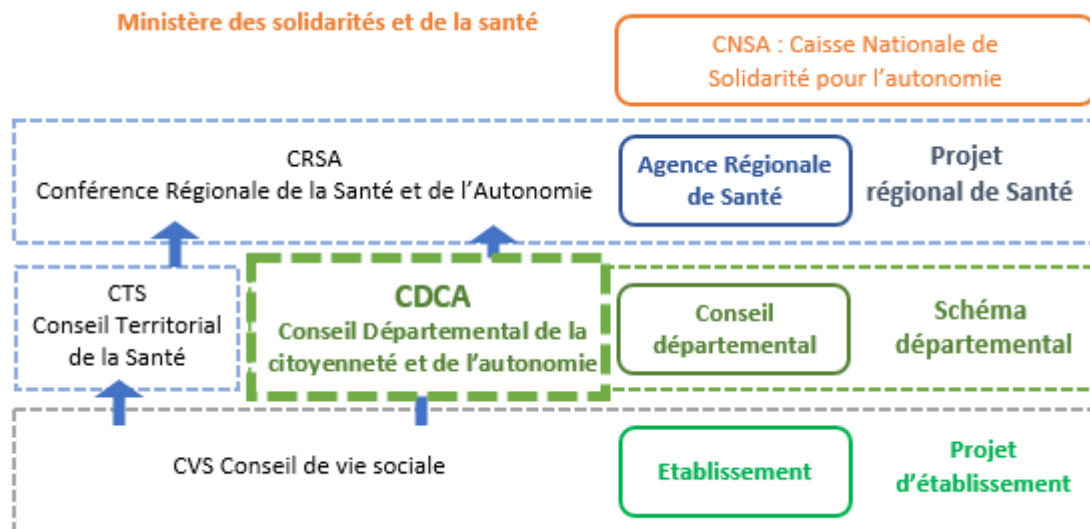 Ministère des solidarités et de la santé
CNSA : Caisse Nationale de
Solidarité pour l’autonomie
CRSA
Conférence Régionale de la Santé et de l’Autonomie
Agence Régionale
de Santé
Projet
régional de Santé
CTS
Conseil Territorial
de la Santé
CDCA
Conseil Départemental de la
citoyenneté et de l’autonomie
Conseil
départemental
Schéma
départemental
CVS Conseil de vie sociale
Etablissement
Projet
d’établissement